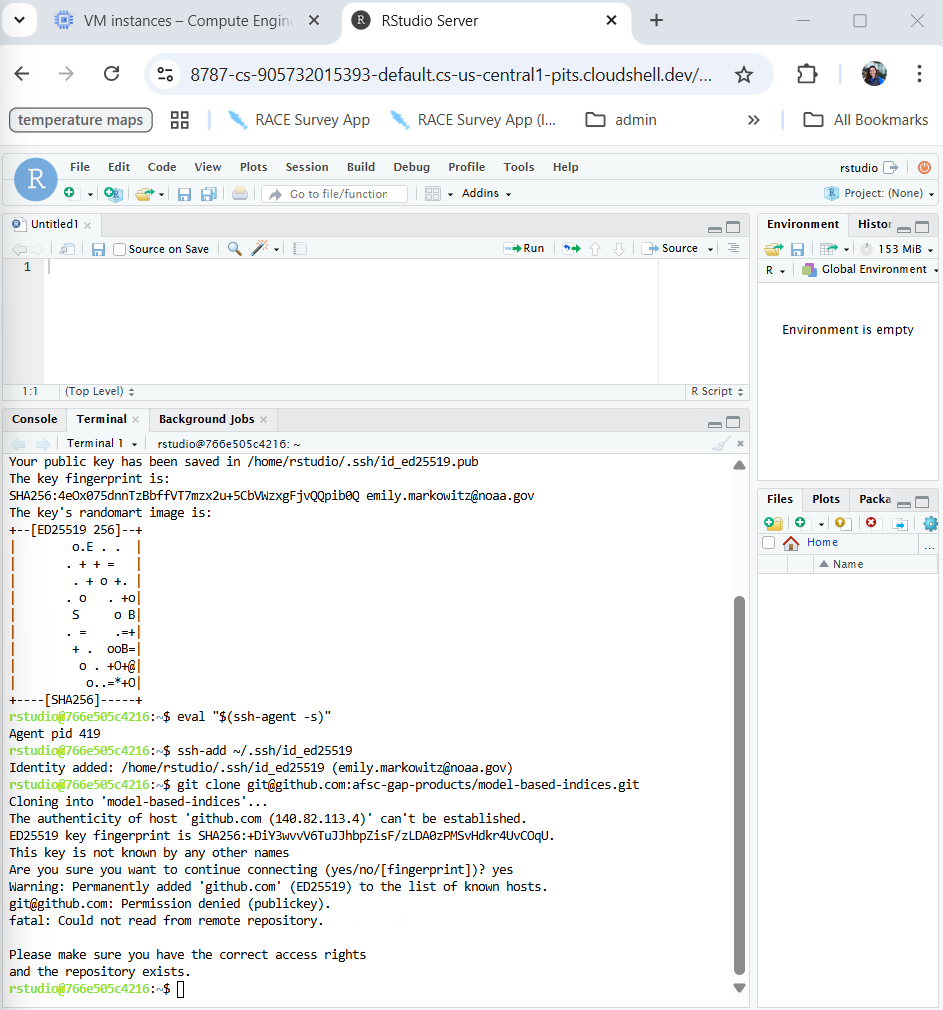 VM instances – Compute Engin
RStudio Server
8787-cs-905732015393-default.cs-us-central1-pits.cloudshell.dev/...
temperature maps
RACE Survey App
RACE Survey App (I...
admin
»
All Bookmarks
R
File Edit Code View Plots Session Build Debug Profile Tools Help
rstudio
Go to file/function
Addins
Project: (None)
Untitled1
Source on Save
Run
Source
1
1:1
(Top Level)
R Script
Environment
Histor
153 MiB
R
Global Environment
Environment is empty
Console
Terminal
Background Jobs
Terminal 1
rstudio@766e505c4216: ~
Your public key has been saved in /home/rstudio/.ssh/id_ed25519.pub
The key fingerprint is:
SHA256:4eOx075dnnTzBbffVT7mzx2u+5CbVWzxgFjvQQpib0Q emily.markowitz@noaa.gov
The key's randomart image is:
+--[ED25519 256]--+
|        o.E . .  |
|       . + + =   |
|        . + o +. |
|       . o   . +o|
|        S     o B|
|       . =    .=+|
|        + .  ooB=|
|         o . +O+@|
|          o..=*+O|
+----[SHA256]-----+
rstudio@766e505c4216:~$ eval "$(ssh-agent -s)"
Agent pid 419
rstudio@766e505c4216:~$ ssh-add ~/.ssh/id_ed25519
Identity added: /home/rstudio/.ssh/id_ed25519 (emily.markowitz@noaa.gov)
rstudio@766e505c4216:~$ git clone git@github.com:afsc-gap-products/model-based-indices.git
Cloning into 'model-based-indices'...
The authenticity of host 'github.com (140.82.113.4)' can't be established.
ED25519 key fingerprint is SHA256:+DiY3wvvV6TuJJhbpZisF/zLDA0zPMSvHdkr4UvCOqU.
This key is not known by any other names
Are you sure you want to continue connecting (yes/no/[fingerprint])? yes
Warning: Permanently added 'github.com' (ED25519) to the list of known hosts.
git@github.com: Permission denied (publickey).
fatal: Could not read from remote repository.
Please make sure you have the correct access rights
and the repository exists.
rstudio@766e505c4216:~$
Files
Plots
Packa
Home
...
Name